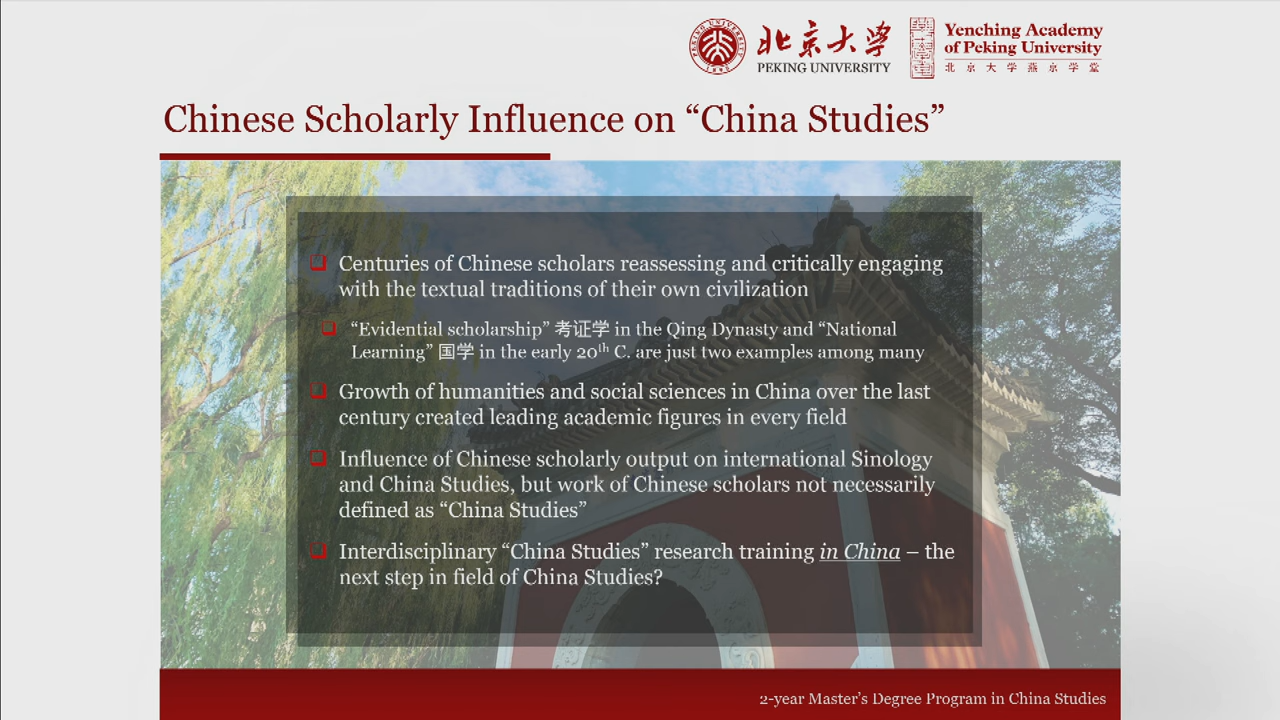 北京大学
PEKING UNIVERSITY
Yenching Academy
of Peking University
北京大学燕京学堂
Chinese Scholarly Influence on “China Studies”
Centuries of Chinese scholars reassessing and critically engaging
with the textual traditions of their own civilization
“Evidential scholarship” 考证学 in the Qing Dynasty and “National
Learning” 国学 in the early 20th C. are just two examples among many
Growth of humanities and social sciences in China over the last
century created leading academic figures in every field
Influence of Chinese scholarly output on international Sinology
and China Studies, but work of Chinese scholars not necessarily
defined as “China Studies”
Interdisciplinary “China Studies” research training in China – the
next step in field of China Studies?
2-year Master’s Degree Program in China Studies